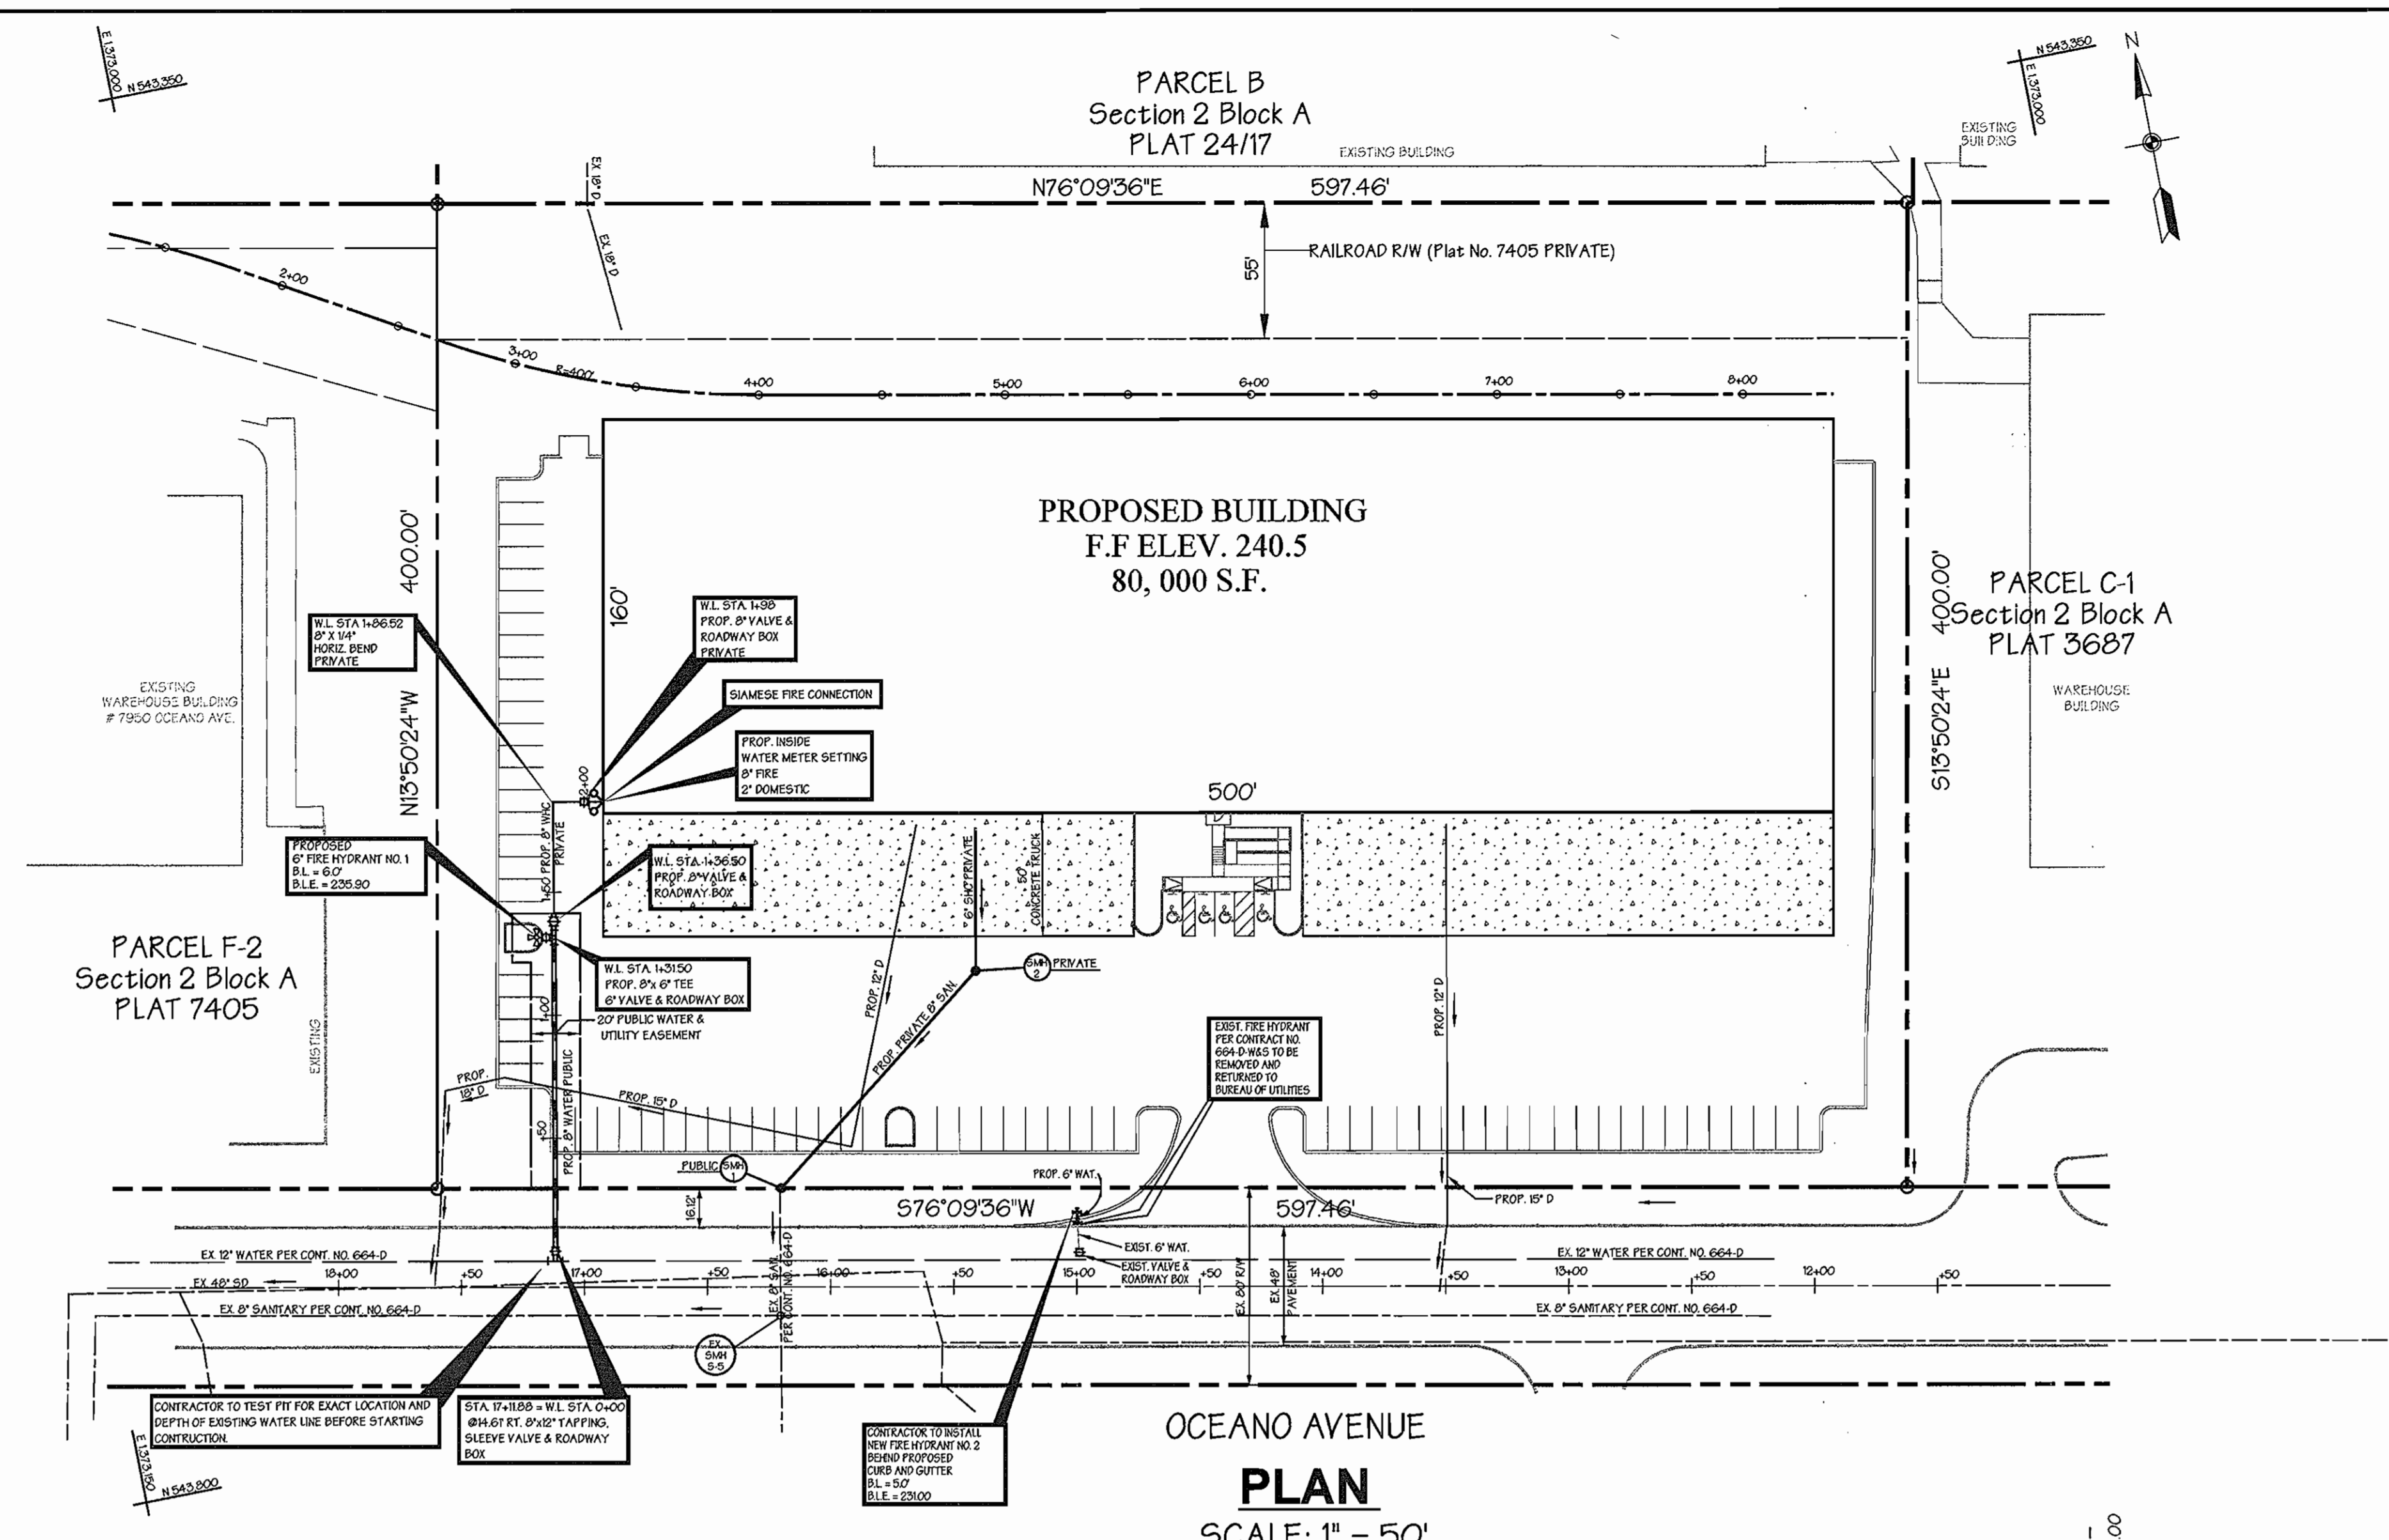 E 1,373,000
N 543,350
PARCEL B
Section 2 Block A
PLAT 24/17
EXISTING BUILDING
N 543,350
E 1,373,000
N
EXISTING
BUILDING
EX. 18" D
N76°09'36"E 597.46'
EX. 18" D
55'
RAILROAD R/W (Plat No. 7405 PRIVATE)
2+00
3+00
R=400'
4+00
5+00
6+00
7+00
8+00
PROPOSED BUILDING
F.F ELEV. 240.5
80, 000 S.F.
N13°50'24"W 400.00'
160'
S13°50'24"E 400.00'
PARCEL C-1
Section 2 Block A
PLAT 3687
WAREHOUSE
BUILDING
W.L. STA 1+86.52
8" X 1/4"
HORIZ. BEND
PRIVATE
W.L. STA. 1+98
PROP. 8" VALVE &
ROADWAY BOX
PRIVATE
SIAMESE FIRE CONNECTION
PROP. INSIDE
WATER METER SETTING
8" FIRE
2" DOMESTIC
EXISTING
WAREHOUSE BUILDING
# 7950 OCEANO AVE.
2+00
500'
PROPOSED
6" FIRE HYDRANT NO. 1
B.L. = 6.0'
B.L.E. = 235.90
1+50 PROP. 8" WHC
PRIVATE
W.L. STA. 1+36.50
PROP. 8" VALVE &
ROADWAY BOX
6" SHC PRIVATE
50'
CONCRETE TRUCK
PARCEL F-2
Section 2 Block A
PLAT 7405
EXISTING
W.L. STA. 1+31.50
PROP. 8"x 6" TEE
6" VALVE & ROADWAY BOX
1+00
20' PUBLIC WATER &
UTILITY EASEMENT
PROP. 12" D
PROP. PRIVATE 8" SAN.
SMH
2
PRIVATE
PROP. 12" D
EXIST. FIRE HYDRANT
PER CONTRACT NO.
664-D-W&S TO BE
REMOVED AND
RETURNED TO
BUREAU OF UTILITIES
PROP.
18" D
PROP. 15" D
+50
PROP. 8" WATER PUBLIC
PUBLIC
SMH
1
PROP. 6" WAT.
PROP. 15" D
16.12'
S76°09'36"W 597.46'
EX. 12" WATER PER CONT. NO. 664-D
EXIST. 6" WAT.
EXIST. VALVE &
ROADWAY BOX
EX. 12" WATER PER CONT. NO. 664-D
EX. 48" SD
18+00
+50
17+00
+50
16+00
+50
15+00
+50
14+00
+50
13+00
+50
12+00
+50
EX. 8" SAN.
PER CONT. NO. 664-D
EX. 80' R/W
EX. 48'
PAVEMENT
EX. 8" SANITARY PER CONT. NO. 664-D
EX. 8" SANITARY PER CONT. NO. 664-D
EX.
SMH
S-5
CONTRACTOR TO TEST PIT FOR EXACT LOCATION AND
DEPTH OF EXISTING WATER LINE BEFORE STARTING
CONTRUCTION.
STA. 17+11.88 = W.L. STA. 0+00
@14.61' RT. 8"x12" TAPPING,
SLEEVE VALVE & ROADWAY
BOX
CONTRACTOR TO INSTALL
NEW FIRE HYDRANT NO. 2
BEHIND PROPOSED
CURB AND GUTTER
B.L. = 5.0'
B.L.E. = 231.00
OCEANO AVENUE
E 1,373,150
N 543,800
PLAN
SCALE: 1" = 50'